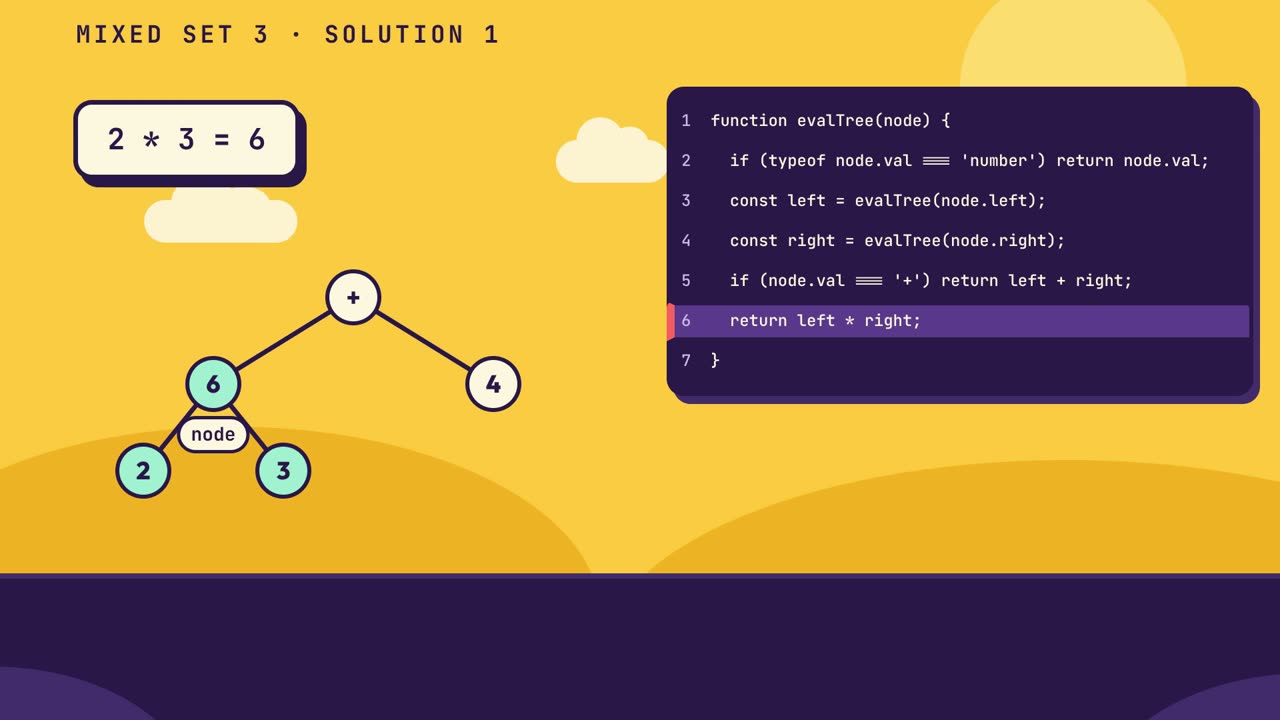 MIXED SET 3 · SOLUTION 1
2 * 3 = 6
+
6
4
node
2
3
1 function evalTree(node) {
2 if (typeof node.val === 'number') return node.val;
3 const left = evalTree(node.left);
4 const right = evalTree(node.right);
5 if (node.val === '+') return left + right;
6 return left * right;
7 }